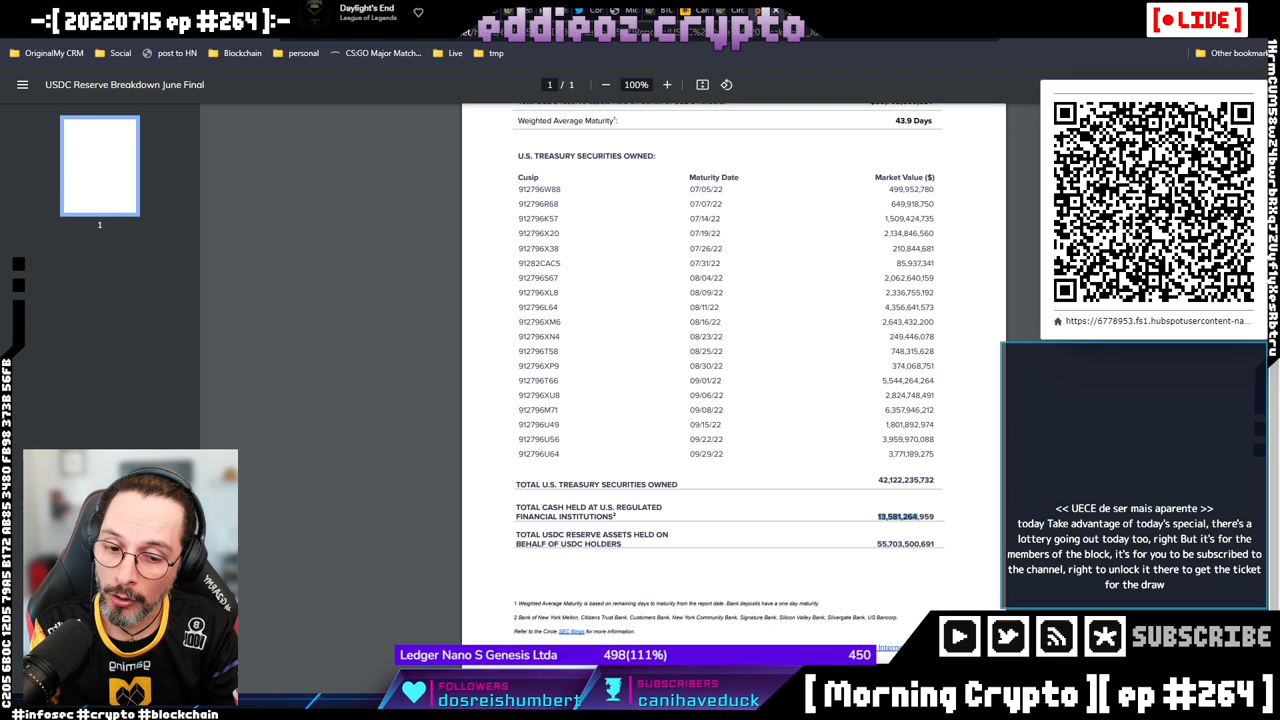 -:[ 20220715 ep #264 ]:-
Daylight's End
League of Legends
addla03.crypto
[ LIVE ]
Social
post to HN
Blockchain
personal
CS:GO Major Match...
Live
tmp
Other bookmar
USDC Reserve Breakdown June Final
1 / 1
100%
1
Weighted Average Maturity¹:
43.9 Days
U.S. TREASURY SECURITIES OWNED:
Cusip Maturity Date Market Value ($)
912796W88 07/05/22 499,952,780
912796R68 07/07/22 649,918,750
912796K57 07/14/22 1,509,424,735
912796X20 07/19/22 2,134,846,560
912796X38 07/26/22 210,844,681
91282CAC5 07/31/22 85,937,341
912796S67 08/04/22 2,062,640,159
912796XL8 08/09/22 2,336,755,192
912796L64 08/11/22 4,356,641,573
912796XM6 08/16/22 2,643,432,200
912796XN4 08/23/22 249,446,078
912796T58 08/25/22 748,315,628
912796XP9 08/30/22 374,068,751
912796T66 09/01/22 5,544,264,264
912796XU8 09/06/22 2,824,748,491
912796M71 09/08/22 6,357,946,212
912796U49 09/15/22 1,801,892,974
912796U56 09/22/22 3,959,970,088
912796U64 09/29/22 3,771,189,275
TOTAL U.S. TREASURY SECURITIES OWNED 42,122,235,732
TOTAL CASH HELD AT U.S. REGULATED
FINANCIAL INSTITUTIONS² 13,581,264,959
TOTAL USDC RESERVE ASSETS HELD ON
BEHALF OF USDC HOLDERS 55,703,500,691
1 Weighted Average Maturity is based on remaining days to maturity from the report date. Bank deposits have a one day maturity.
2 Bank of New York Mellon, Citizens Trust Bank, Customers Bank, New York Community Bank, Signature Bank, Silicon Valley Bank, Silvergate Bank, US Bancorp.
Refer to the Circle SEC filings for more information.
https://6778953.fs1.hubspotusercontent-na...
<< UECE de ser mais aparente >>
today Take advantage of today's special, there's a
lottery going out today too, right But it's for the
members of the block, it's for you to be subscribed to
the channel, right to unlock it there to get the ticket
for the draw
Ledger Nano S Genesis Ltda 498(111%) 450
FOLLOWERS
dosreishumbert
SUBSCRIBERS
canihaveduck
SUBSCRIBE
[ Morning Crypto ][ ep #264 ]
#crypto #blockchain